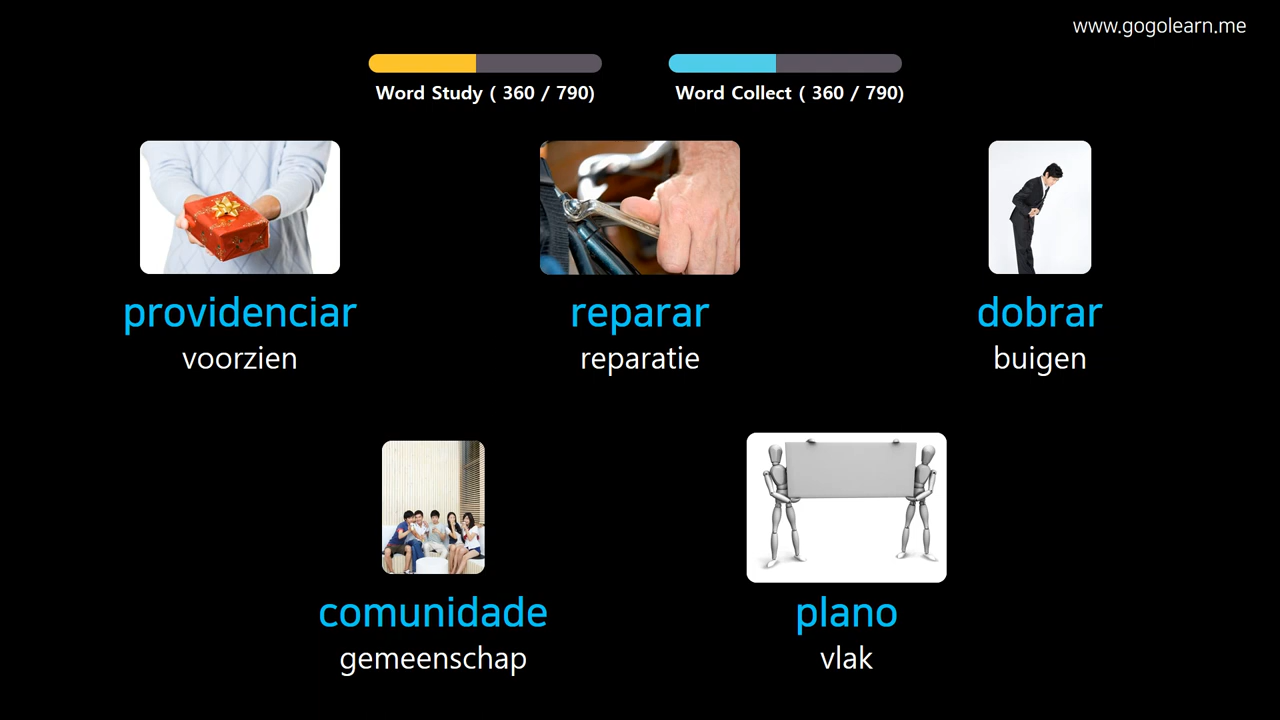 www.gogolearn.me
Word Study ( 360 / 790)
Word Collect ( 360 / 790)
providenciar
voorzien
reparar
reparatie
dobrar
buigen
comunidade
gemeenschap
plano
vlak